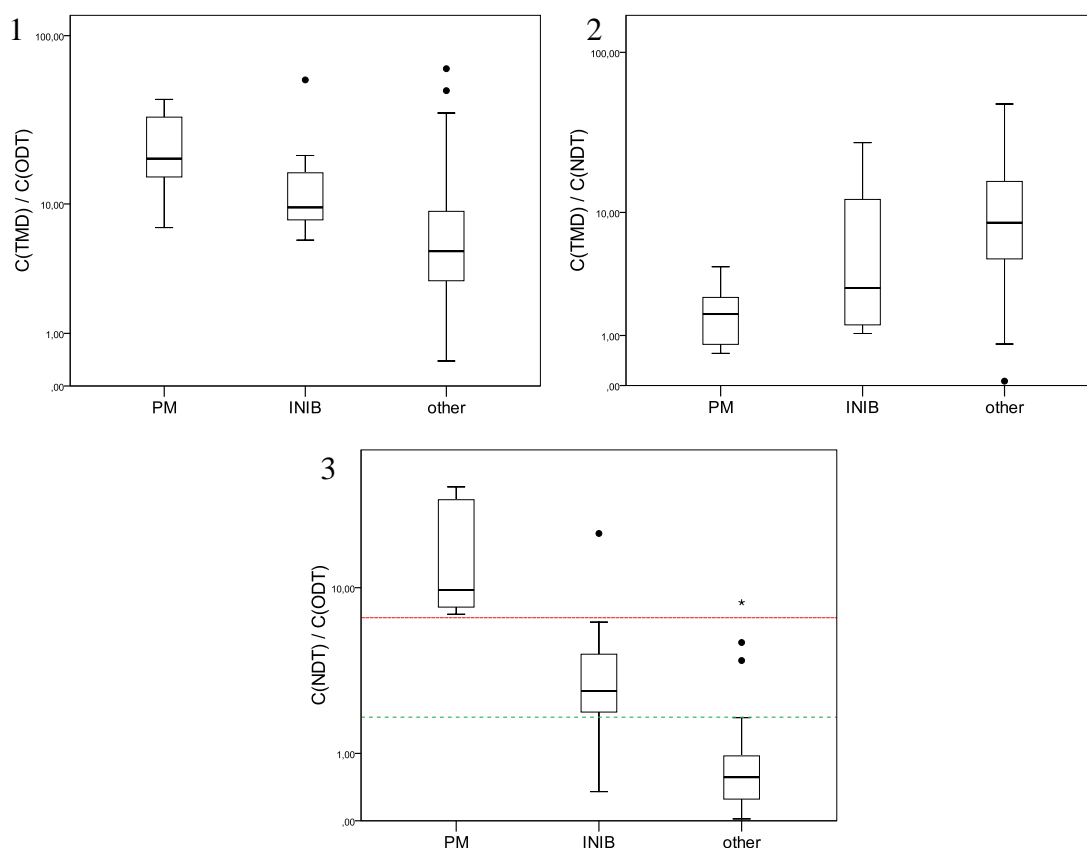 1
100,00
10,00
1,00
,00
C(TMD) / C(ODT)
PM INIB other
2
100,00
10,00
1,00
,00
C(TMD) / C(NDT)
PM INIB other
3
10,00
1,00
,00
C(NDT) / C(ODT)
*
PM INIB other